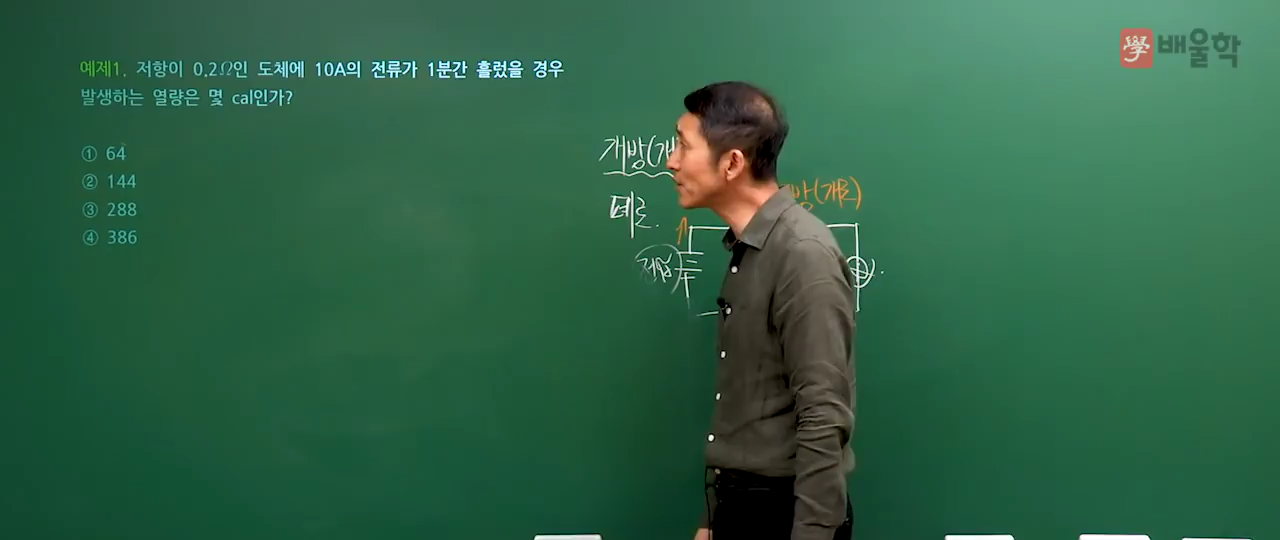 學 배울학
예제1. 저항이 0.2Ω인 도체에 10A의 전류가 1분간 흘렀을 경우
발생하는 열량은 몇 cal인가?
① 64
② 144
③ 288
④ 386
개방(개
폐로.
방(개로)